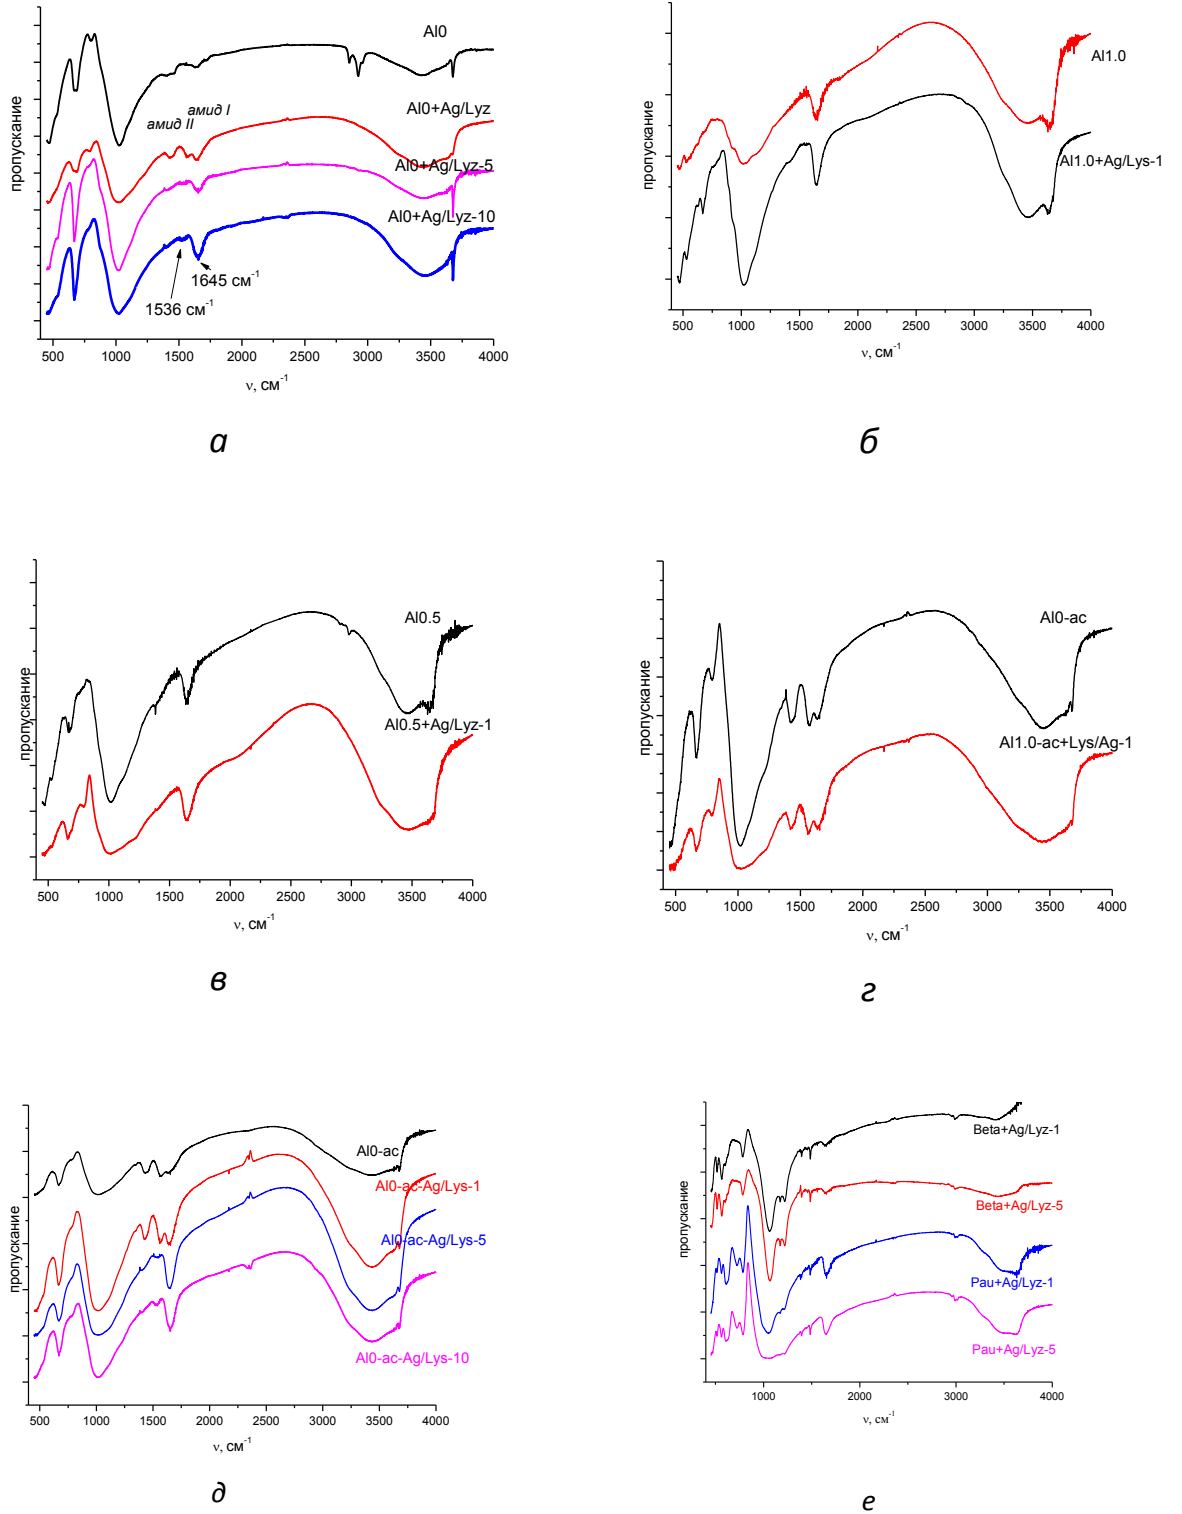 Al0
амид I
амид II
Al0+Ag/Lyz
Al0+Ag/Lyz-5
Al0+Ag/Lyz-10
1645 см-1
1536 см-1
пропускание
500 1000 1500 2000 2500 3000 3500 4000
ν, см-1
а
Al1.0
Al1.0+Ag/Lys-1
пропускание
500 1000 1500 2000 2500 3000 3500 4000
ν, см-1
б
Al0.5
Al0.5+Ag/Lyz-1
пропускание
500 1000 1500 2000 2500 3000 3500 4000
ν, см-1
в
Al0-ac
Al1.0-ac+Lys/Ag-1
пропускание
500 1000 1500 2000 2500 3000 3500 4000
ν, см-1
г
Al0-ac
Al0-ac-Ag/Lys-1
Al0-ac-Ag/Lys-5
Al0-ac-Ag/Lys-10
пропускание
500 1000 1500 2000 2500 3000 3500 4000
ν, см-1
д
Beta+Ag/Lyz-1
Beta+Ag/Lyz-5
Pau+Ag/Lyz-1
Pau+Ag/Lyz-5
пропускание
1000 2000 3000 4000
ν, см-1
е